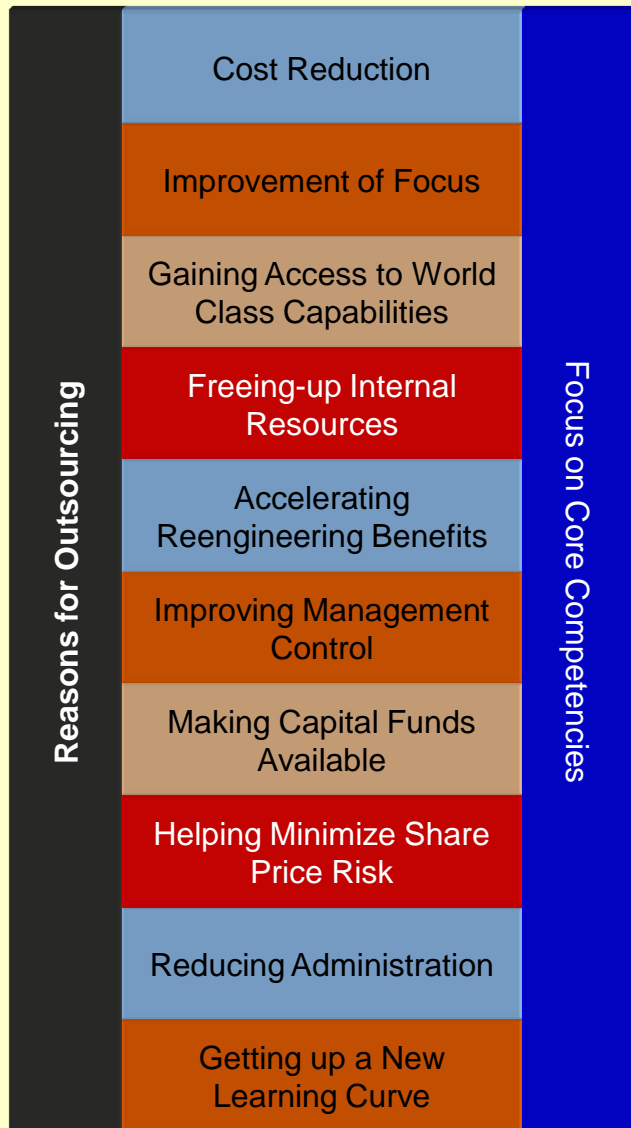 Reasons for Outsourcing
Cost Reduction
Improvement of Focus
Gaining Access to World
Class Capabilities
Freeing-up Internal
Resources
Accelerating
Reengineering Benefits
Improving Management
Control
Making Capital Funds
Available
Helping Minimize Share
Price Risk
Reducing Administration
Getting up a New
Learning Curve
Focus on Core Competencies